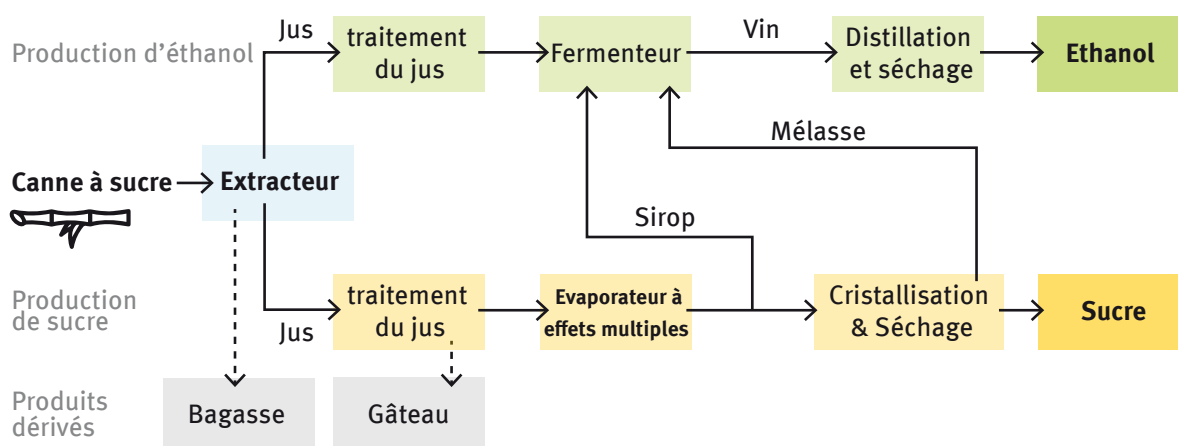 Production d’éthanol
Jus
traitement
du jus
Fermenteur
Vin
Distillation
et séchage
Ethanol
Mélasse
Canne à sucre
Extracteur
Sirop
Production
de sucre
Jus
traitement
du jus
Evaporateur à
effets multiples
Cristallisation
& Séchage
Sucre
Produits
dérivés
Bagasse
Gâteau